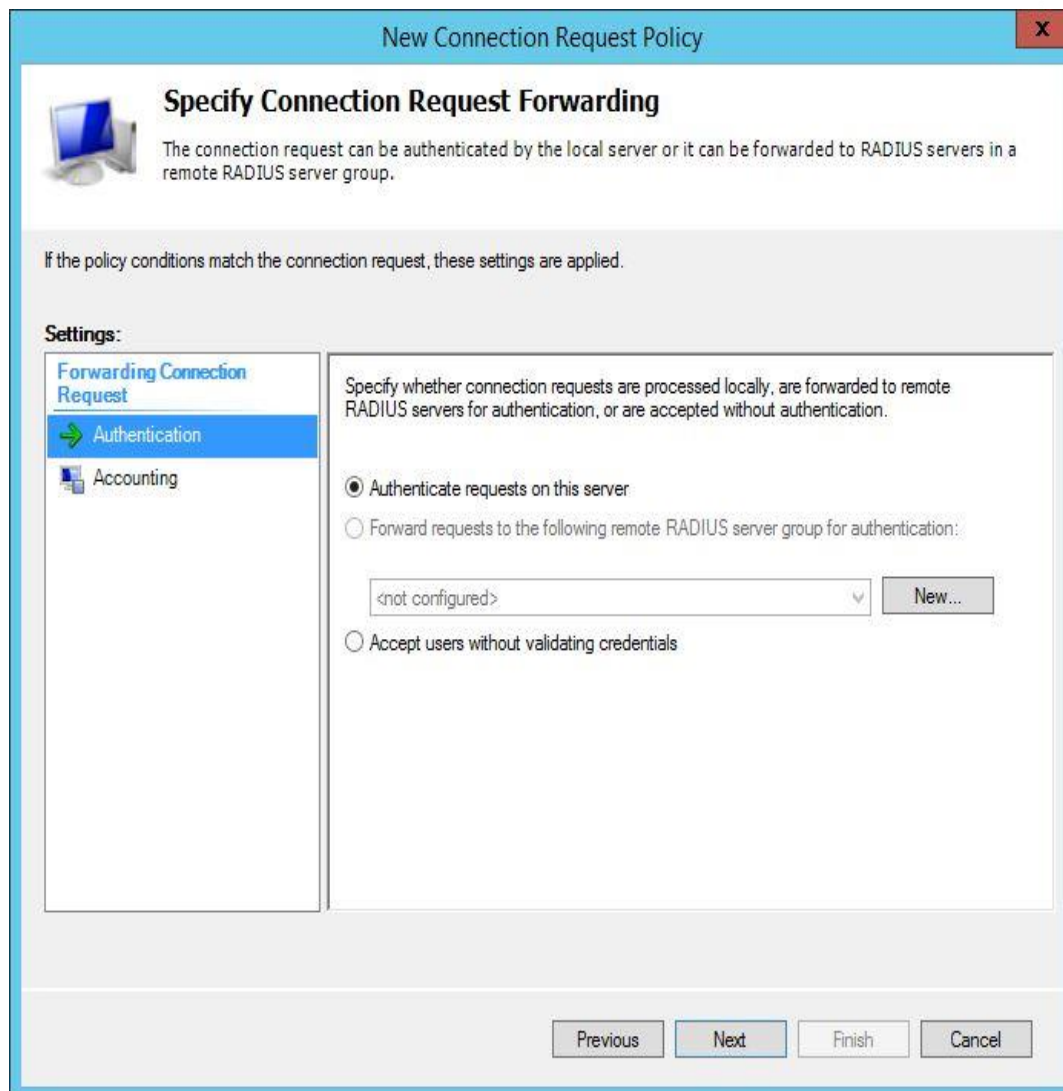 New Connection Request Policy
X
Specify Connection Request Forwarding
The connection request can be authenticated by the local server or it can be forwarded to RADIUS servers in a
remote RADIUS server group.
If the policy conditions match the connection request, these settings are applied.
Settings:
Forwarding Connection
Request
Authentication
Accounting
Specify whether connection requests are processed locally, are forwarded to remote
RADIUS servers for authentication, or are accepted without authentication.
Authenticate requests on this server
Forward requests to the following remote RADIUS server group for authentication:
<not configured>
New...
Accept users without validating credentials
Previous
Next
Finish
Cancel